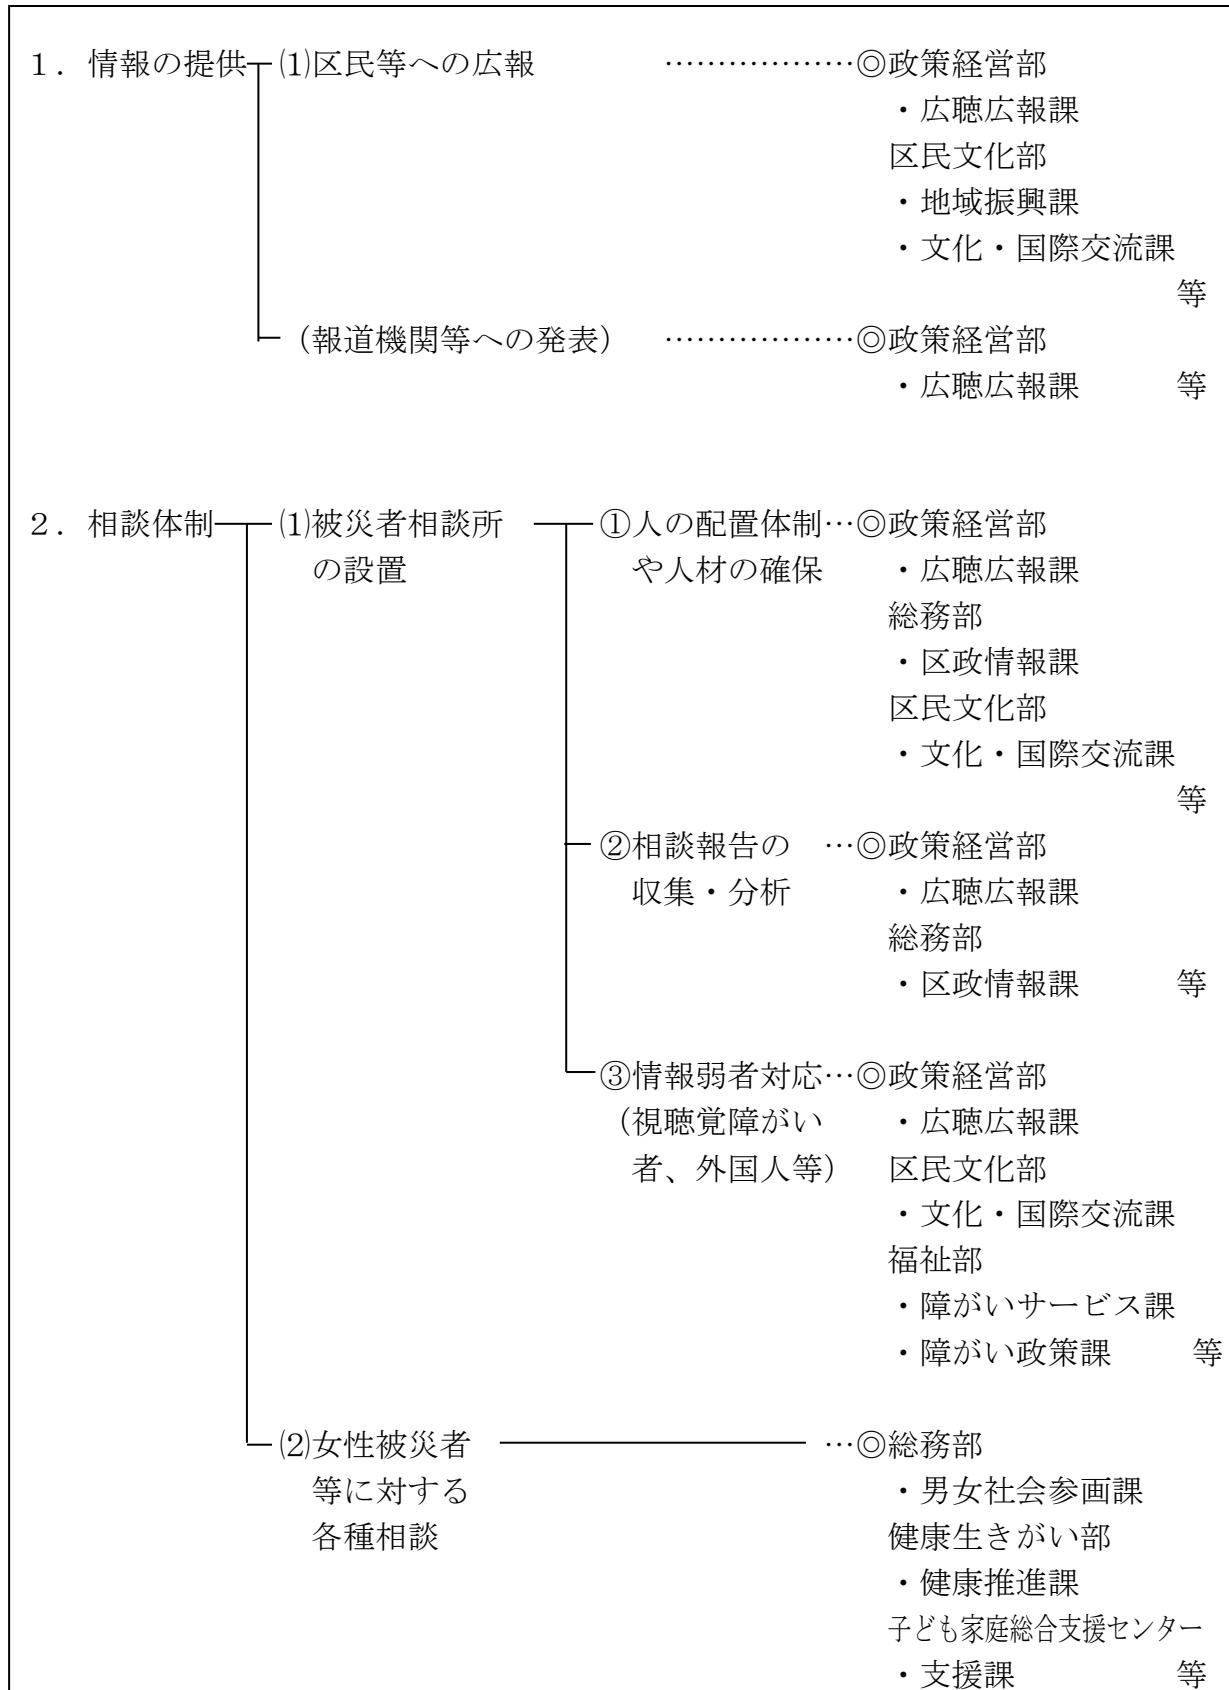 １．情報の提供 ⑴区民等への広報 ………………◎政策経営部
・広聴広報課
区民文化部
・地域振興課
・文化・国際交流課
等
（報道機関等への発表） ………………◎政策経営部
・広聴広報課 等
２．相談体制 ⑴被災者相談所 ①人の配置体制…◎政策経営部
の設置 や人材の確保 ・広聴広報課
総務部
・区政情報課
区民文化部
・文化・国際交流課
等
②相談報告の …◎政策経営部
収集・分析 ・広聴広報課
総務部
・区政情報課 等
③情報弱者対応…◎政策経営部
（視聴覚障がい ・広聴広報課
者、外国人等） 区民文化部
・文化・国際交流課
福祉部
・障がいサービス課
・障がい政策課 等
⑵女性被災者 …◎総務部
等に対する ・男女社会参画課
各種相談 健康生きがい部
・健康推進課
子ども家庭総合支援センター
・支援課 等